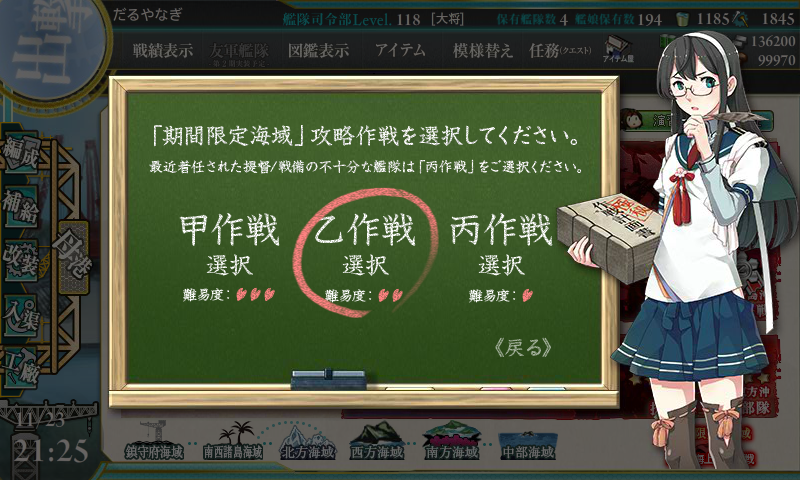 出撃
だるやなぎ
艦隊司令部Level. 118 [大将]
保有艦隊数 4 艦娘保有数 194
1185
1845
戦績表示
友軍艦隊
図鑑表示
アイテム
模様替え
任務(クエスト)
アイテム屋
136200
99970
「期間限定海域」攻略作戦を選択してください。
最近着任された提督/戦備の不十分な艦隊は「丙作戦」をご選択ください。
甲作戦 乙作戦 丙作戦
選択 選択 選択
難易度: 難易度: 難易度:
《戻る》
編成
補給
改装
入渠
工廠
母港
11/23
21:25
鎮守府海域
南西諸島海域
北方海域
西方海域
南方海域
中部海域